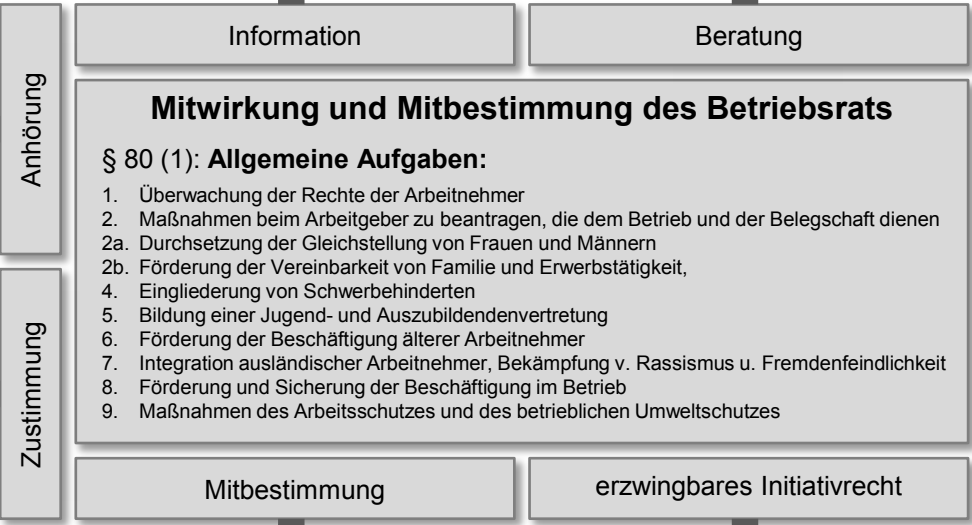 Information
Beratung
Anhörung
Mitwirkung und Mitbestimmung des Betriebsrats
§ 80 (1): Allgemeine Aufgaben:
1. Überwachung der Rechte der Arbeitnehmer
2. Maßnahmen beim Arbeitgeber zu beantragen, die dem Betrieb und der Belegschaft dienen
2a. Durchsetzung der Gleichstellung von Frauen und Männern
2b. Förderung der Vereinbarkeit von Familie und Erwerbstätigkeit,
4. Eingliederung von Schwerbehinderten
5. Bildung einer Jugend- und Auszubildendenvertretung
6. Förderung der Beschäftigung älterer Arbeitnehmer
7. Integration ausländischer Arbeitnehmer, Bekämpfung v. Rassismus u. Fremdenfeindlichkeit
8. Förderung und Sicherung der Beschäftigung im Betrieb
9. Maßnahmen des Arbeitsschutzes und des betrieblichen Umweltschutzes
Zustimmung
Mitbestimmung
erzwingbares Initiativrecht